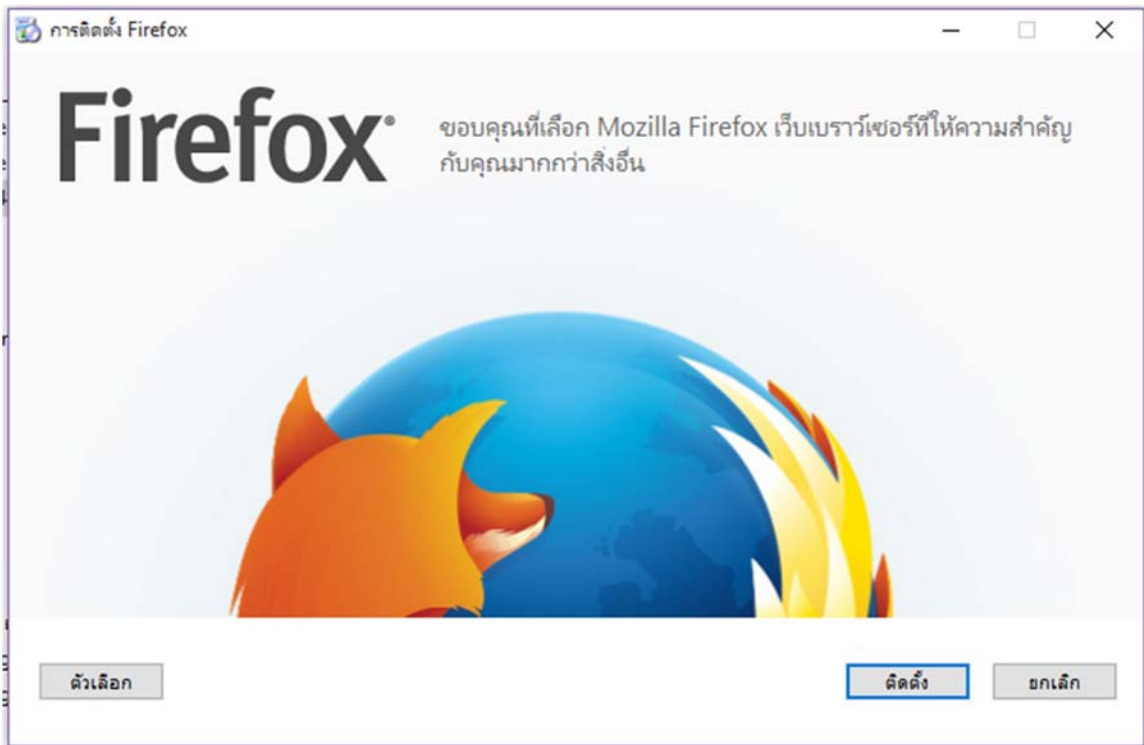 การติดตั้ง Firefox
Firefox
ขอบคุณที่เลือก Mozilla Firefox เว็บเบราว์เซอร์ที่ให้ความสำคัญ
กับคุณมากกว่าสิ่งอื่น
ตัวเลือก
ติดตั้ง
ยกเลิก